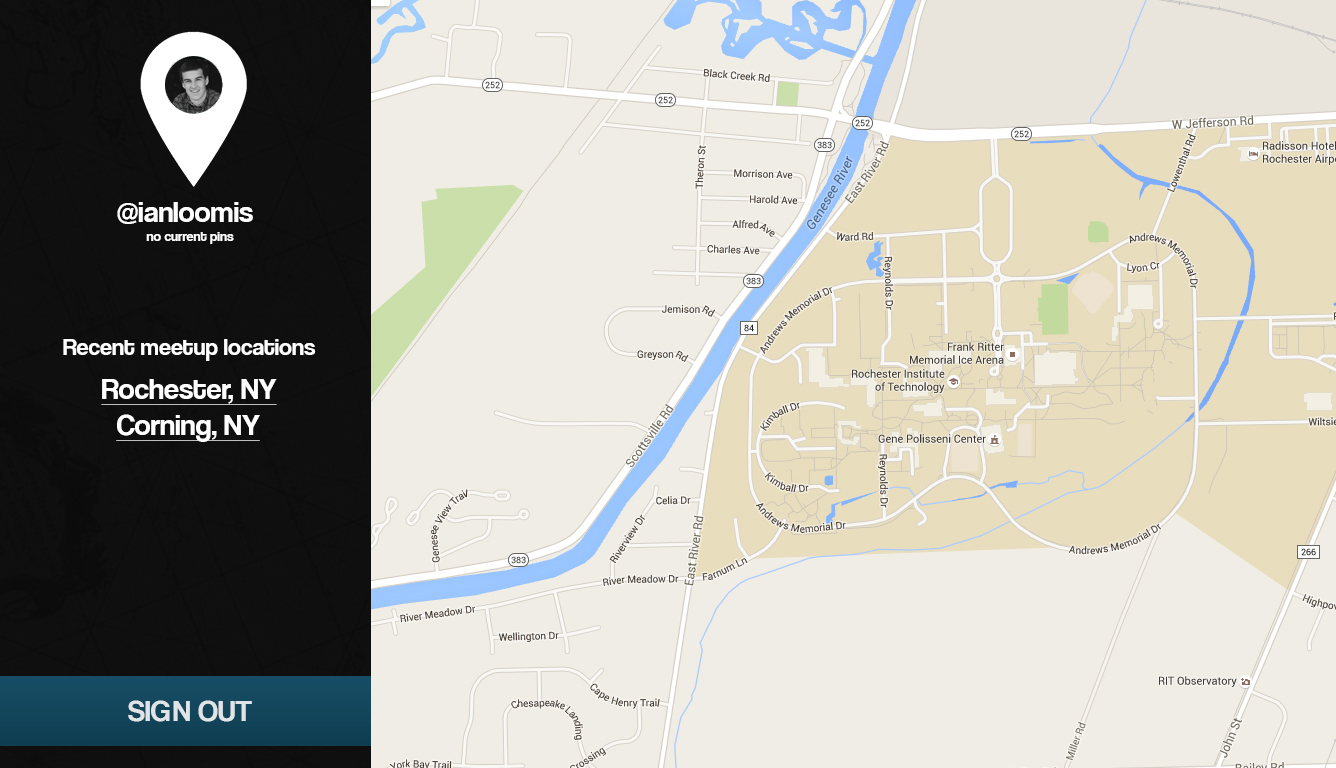 @ianloomis
no current pins
Recent meetup locations
Rochester, NY
Corning, NY
SIGN OUT
Black Creek Rd
252
252
252
252
383
W Jefferson Rd
Radisson Hotel
Rochester Airpo
Lowenthal Rd
Theron St
Morrison Ave
Harold Ave
Alfred Ave
Charles Ave
Genesee River
East River Rd
Ward Rd
Reynolds Dr
Andrews Memorial Dr
Lyon Cr
383
84
Jemison Rd
Greyson Rd
Andrews Memorial Dr
Frank Ritter
Memorial Ice Arena
Rochester Institute
of Technology
Kimball Dr
Gene Polisseni Center
Wiltsie
Scottsville Rd
Reynolds Dr
Kimball Dr
Celia Dr
Genesee View Trail
Riverview Dr
East River Rd
Andrews Memorial Dr
Andrews Memorial Dr
383
266
Farnum Ln
River Meadow Dr
River Meadow Dr
Highpow
Wellington Dr
RIT Observatory
Cape Henry Trail
Chesapeake Landing
Crossing
York Bay Trail
Miller Rd
John St
Bailey Rd